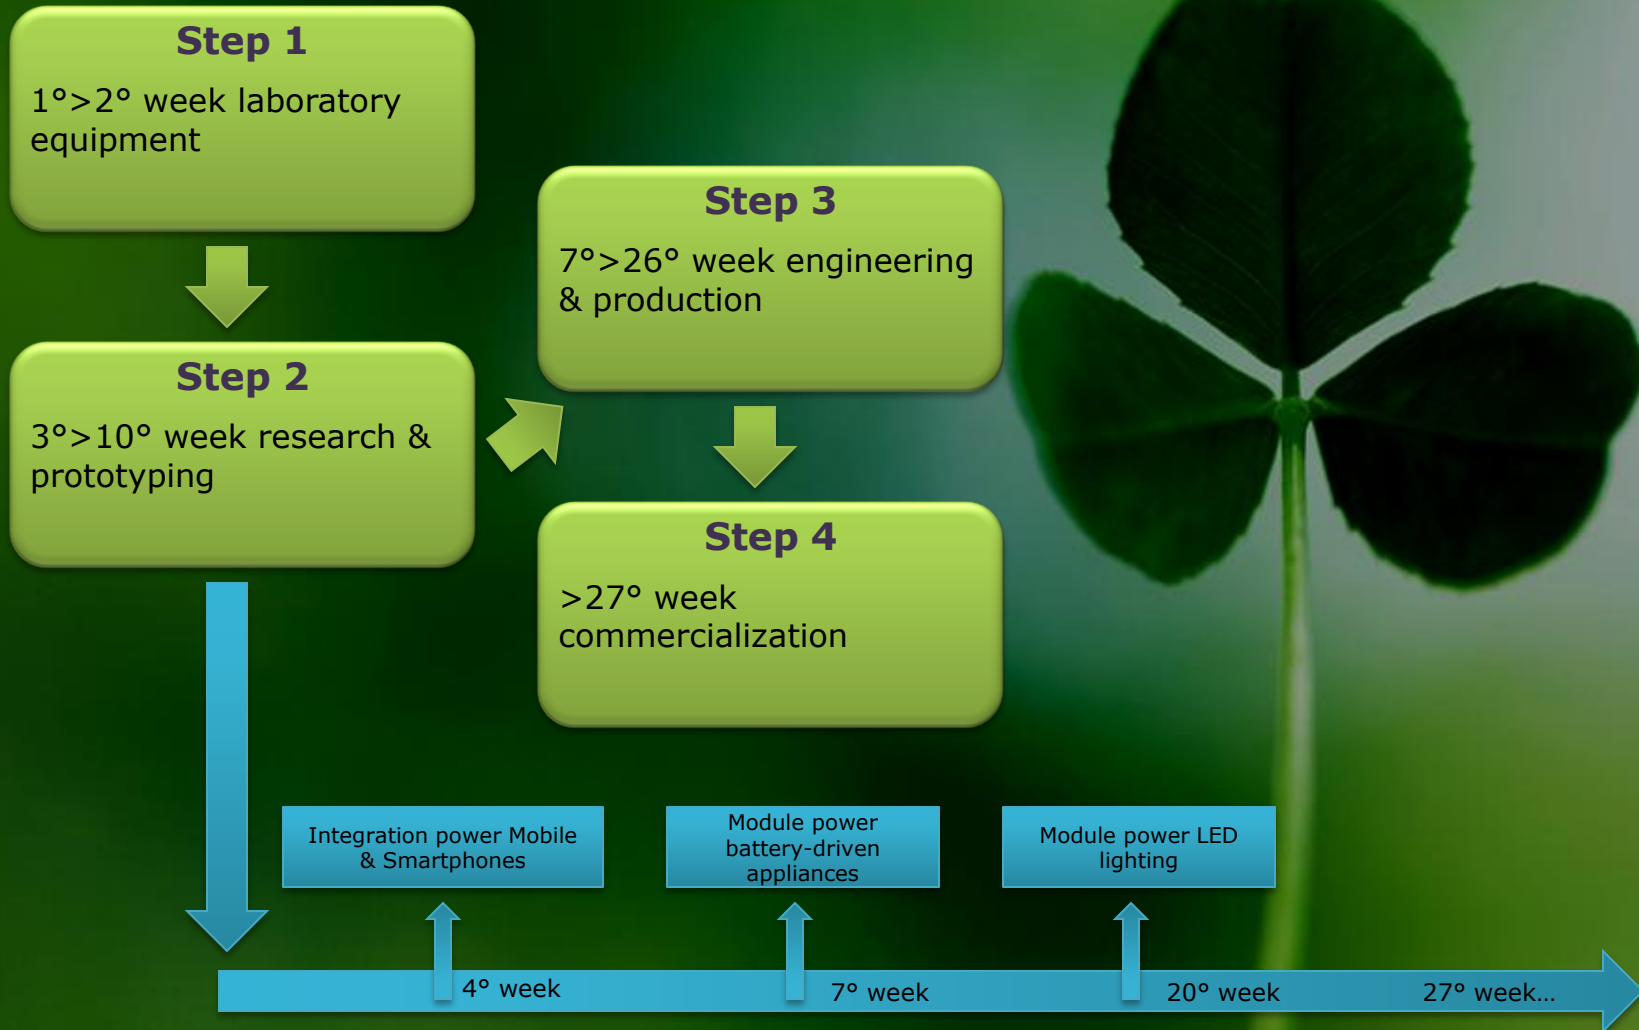 Step 1
1°>2° week laboratory
equipment
Step 2
3°>10° week research &
prototyping
Step 3
7°>26° week engineering
& production
Step 4
>27° week
commercialization
Integration power Mobile
& Smartphones
Module power
battery-driven
appliances
Module power LED
lighting
4° week
7° week
20° week
27° week…